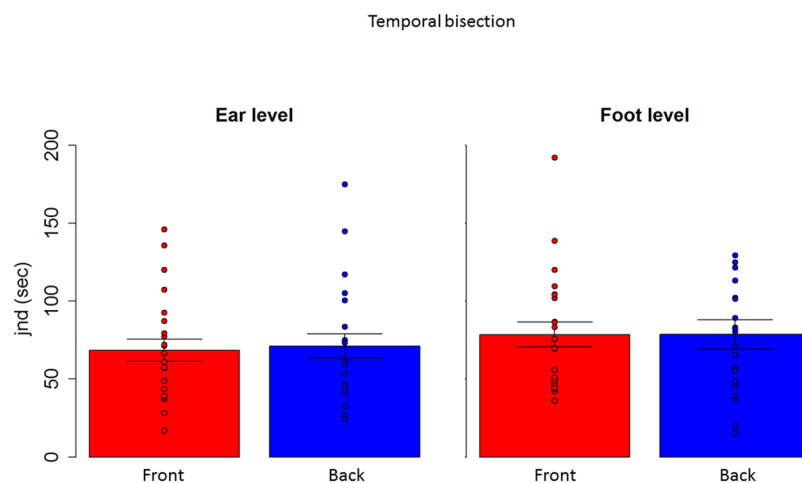 Temporal bisection
Ear level
Foot level
jnd (sec)
200
150
100
50
0
Front
Back
Front
Back